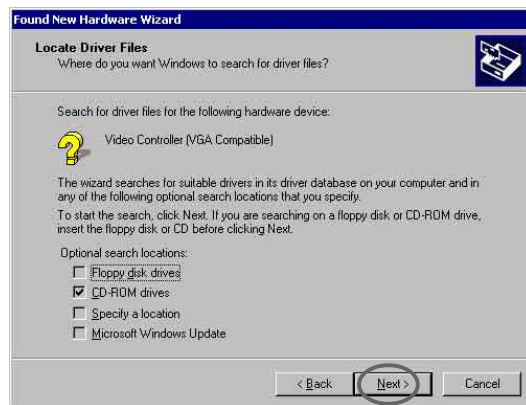 Found New Hardware Wizard
Locate Driver Files
Where do you want Windows to search for driver files?
Search for driver files for the following hardware device:
Video Controller (VGA Compatible)
The wizard searches for suitable drivers in its driver database on your computer and in
any of the following optional search locations that you specify.
To start the search, click Next. If you are searching on a floppy disk or CD-ROM drive,
insert the floppy disk or CD before clicking Next.
Optional search locations:
Floppy disk drives
CD-ROM drives
Specify a location
Microsoft Windows Update
< Back Next > Cancel